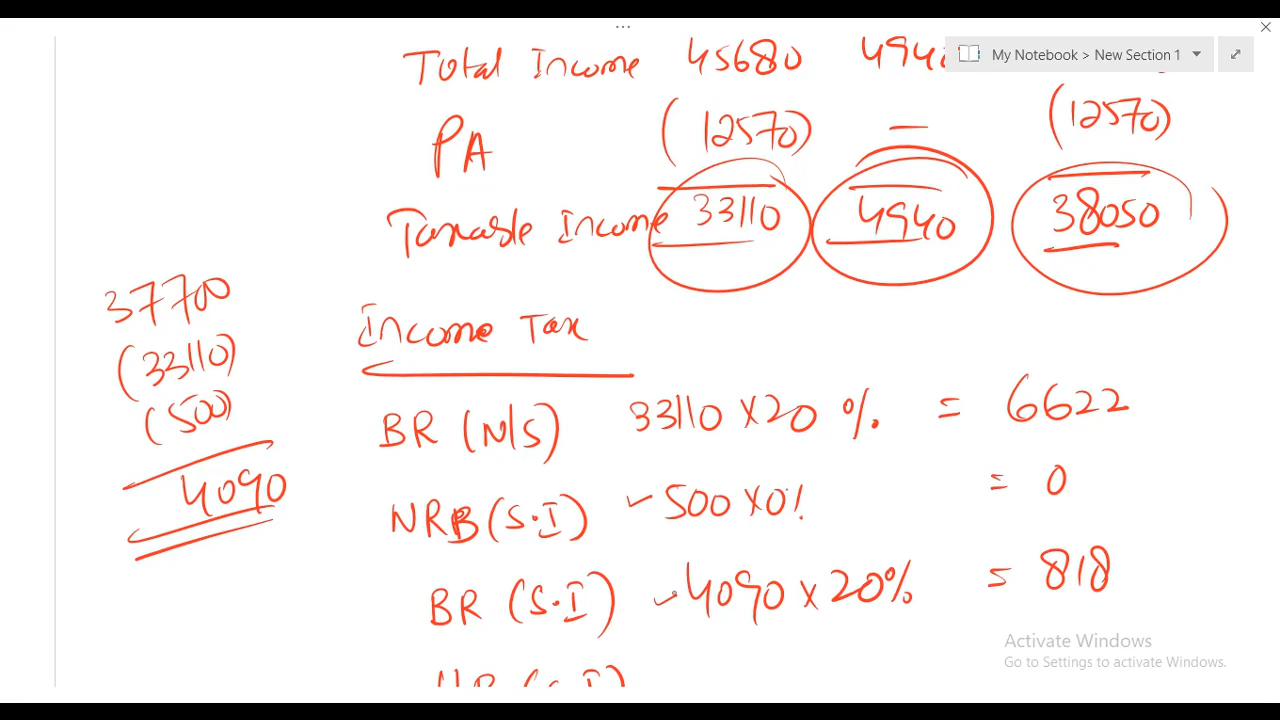 ...
My Notebook > New Section 1
Total Income 45680 4940
PA (12570) — (12570)
Taxable Income 33110 4940 38050
37700
(33110)
(500)
4090
Income Tax
BR (N/S) 33110 x 20 % = 6622
NRB (S.I) 500 x 0% = 0
BR (S.I) 4090 x 20% = 818
Activate Windows
Go to Settings to activate Windows.